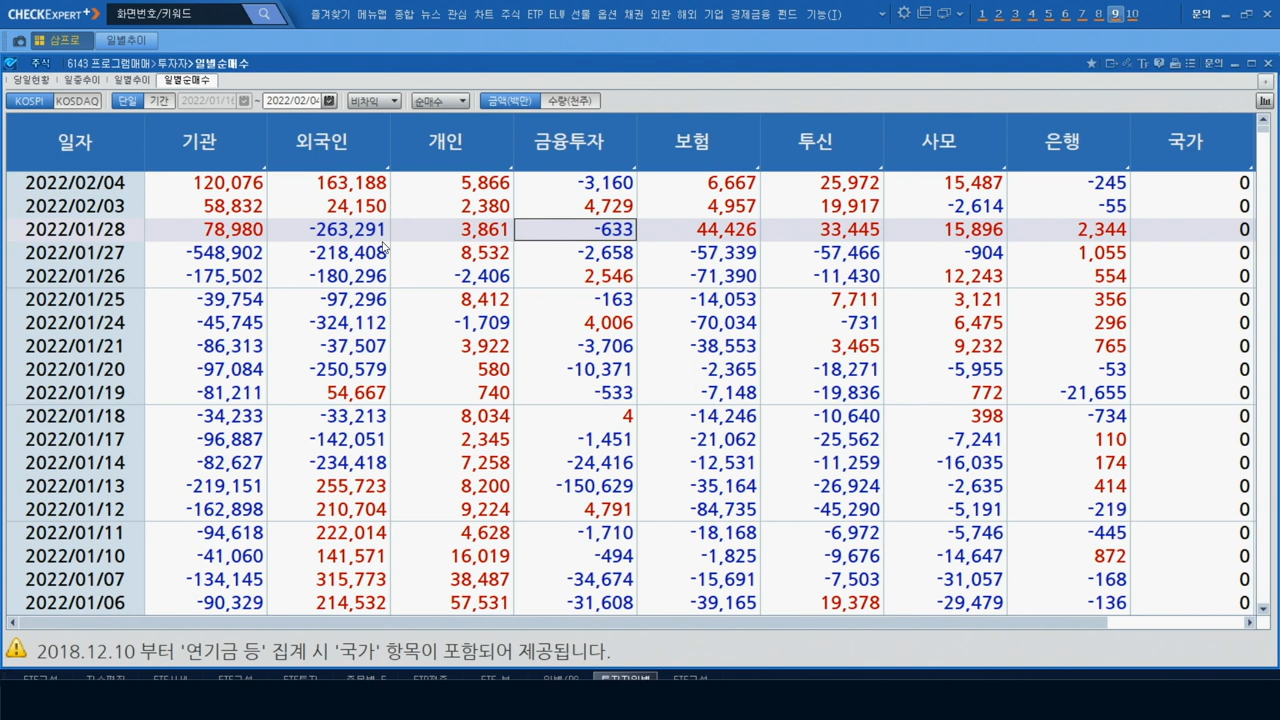 CHECKEXPERT+ 화면번호/키워드 즐겨찾기 메뉴맵 종합 뉴스 관심 차트 주식 ETP ELW 선물 옵션 채권 외환 해외 기업 경제금융 펀드 기능(I) 1 2 3 4 5 6 7 8 9 10 문의
삼프로 일별추이
주식 6143 프로그램매매>투자자>일별순매수 문의
당일현황 일중추이 일별추이 일별순매수
KOSPI KOSDAQ 단일 기간 2022/01/16 ~ 2022/02/04 비차익 순매수 금액(백만) 수량(천주)
일자 기관 외국인 개인 금융투자 보험 투신 사모 은행 국가
2022/02/04 120,076 163,188 5,866 -3,160 6,667 25,972 15,487 -245 0
2022/02/03 58,832 24,150 2,380 4,729 4,957 19,917 -2,614 -55 0
2022/01/28 78,980 -263,291 3,861 -633 44,426 33,445 15,896 2,344 0
2022/01/27 -548,902 -218,408 8,532 -2,658 -57,339 -57,466 -904 1,055 0
2022/01/26 -175,502 -180,296 -2,406 2,546 -71,390 -11,430 12,243 554 0
2022/01/25 -39,754 -97,296 8,412 -163 -14,053 7,711 3,121 356 0
2022/01/24 -45,745 -324,112 -1,709 4,006 -70,034 -731 6,475 296 0
2022/01/21 -86,313 -37,507 3,922 -3,706 -38,553 3,465 9,232 765 0
2022/01/20 -97,084 -250,579 580 -10,371 -2,365 -18,271 -5,955 -53 0
2022/01/19 -81,211 54,667 740 -533 -7,148 -19,836 772 -21,655 0
2022/01/18 -34,233 -33,213 8,034 4 -14,246 -10,640 398 -734 0
2022/01/17 -96,887 -142,051 2,345 -1,451 -21,062 -25,562 -7,241 110 0
2022/01/14 -82,627 -234,418 7,258 -24,416 -12,531 -11,259 -16,035 174 0
2022/01/13 -219,151 255,723 8,200 -150,629 -35,164 -26,924 -2,635 414 0
2022/01/12 -162,898 210,704 9,224 4,791 -84,735 -45,290 -5,191 -219 0
2022/01/11 -94,618 222,014 4,628 -1,710 -18,168 -6,972 -5,746 -445 0
2022/01/10 -41,060 141,571 16,019 -494 -1,825 -9,676 -14,647 872 0
2022/01/07 -134,145 315,773 38,487 -34,674 -15,691 -7,503 -31,057 -168 0
2022/01/06 -90,329 214,532 57,531 -31,608 -39,165 19,378 -29,479 -136 0
2018.12.10 부터 '연기금 등' 집계 시 '국가' 항목이 포함되어 제공됩니다.